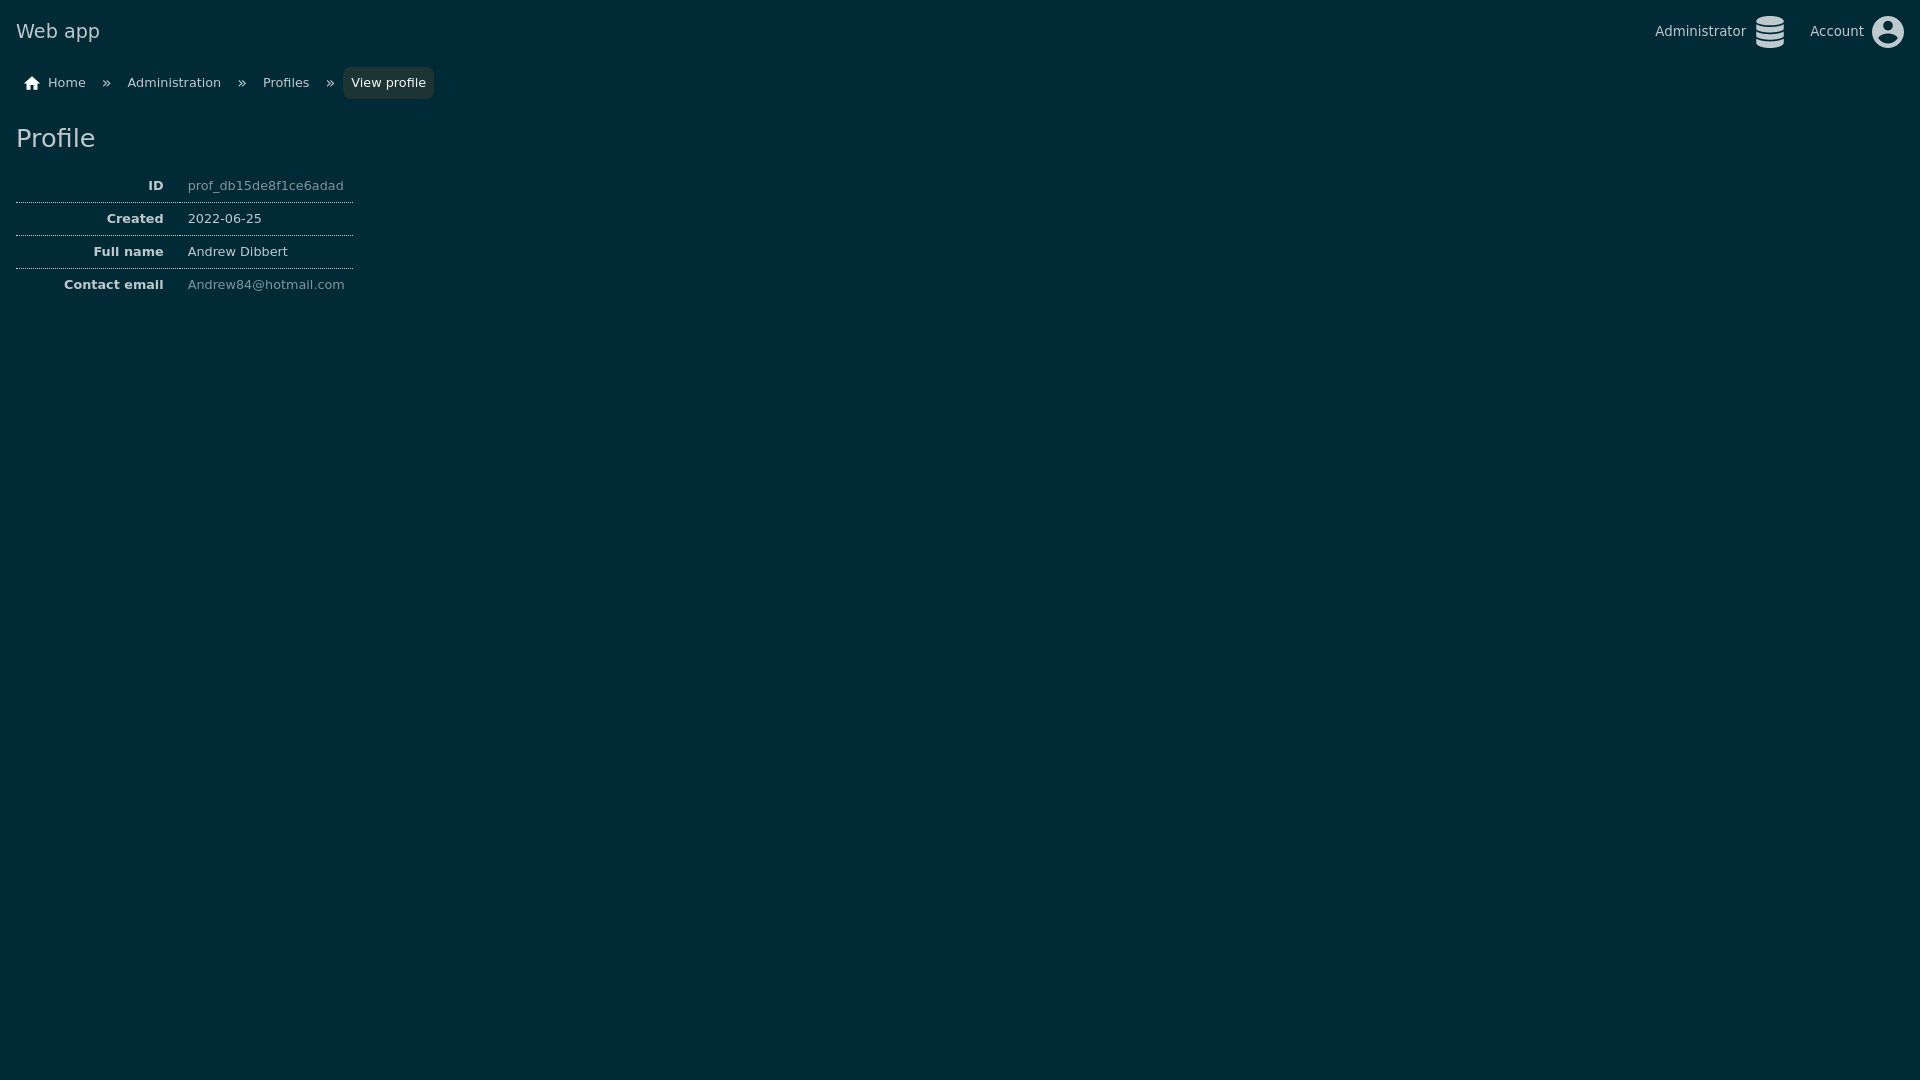 Web app
Administrator
Account
Home » Administration » Profiles » View profile
Profile
ID prof_db15de8f1ce6adad
Created 2022-06-25
Full name Andrew Dibbert
Contact email Andrew84@hotmail.com